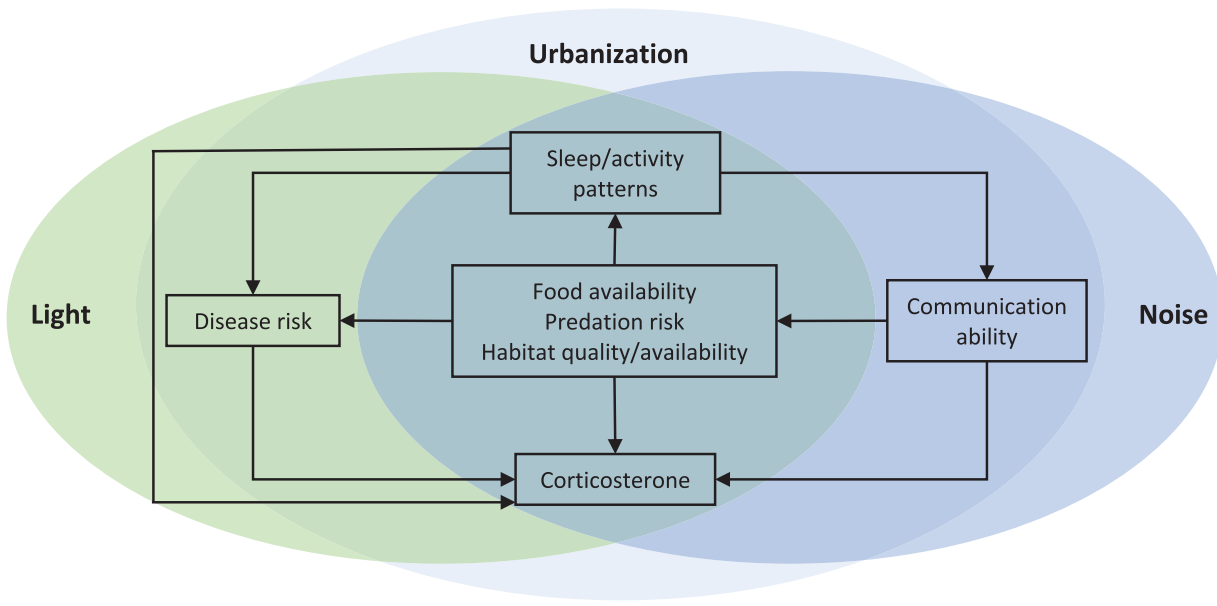 Urbanization
Sleep/activity
patterns
Light
Disease risk
Food availability
Predation risk
Habitat quality/availability
Communication
ability
Noise
Corticosterone